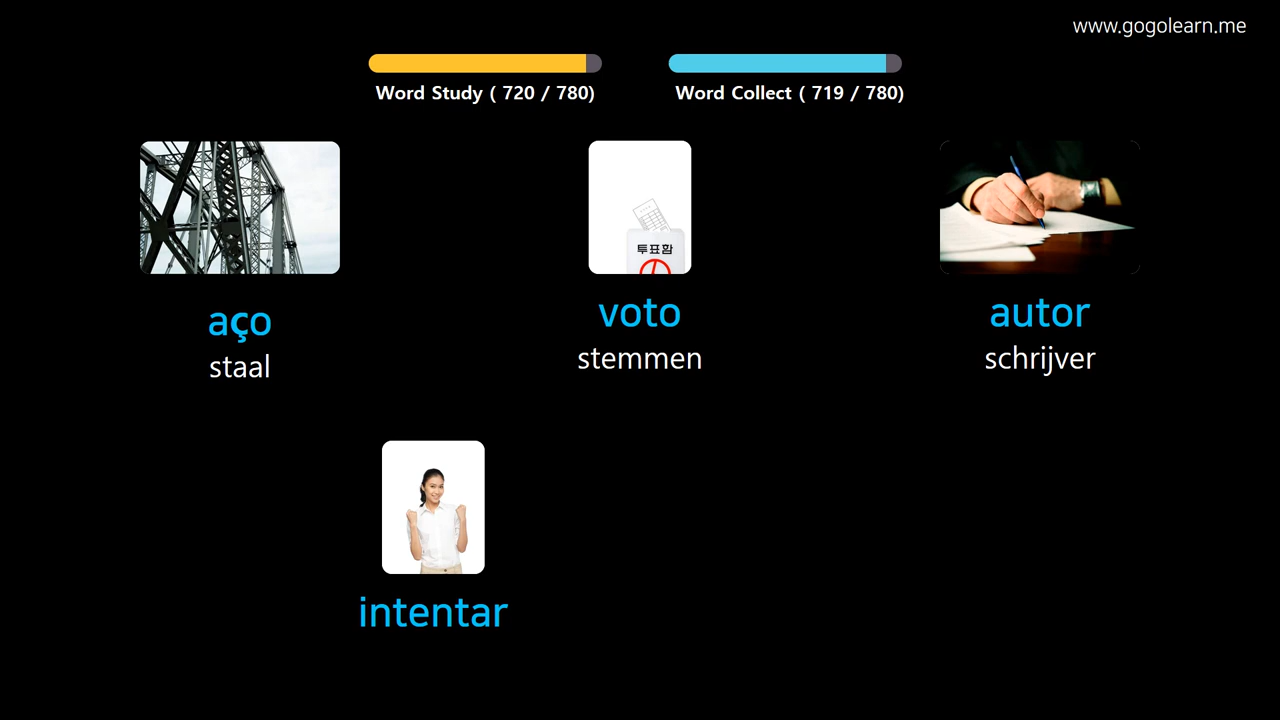 www.gogolearn.me
Word Study ( 720 / 780)
Word Collect ( 719 / 780)
투표함
aço
staal
voto
stemmen
autor
schrijver
intentar